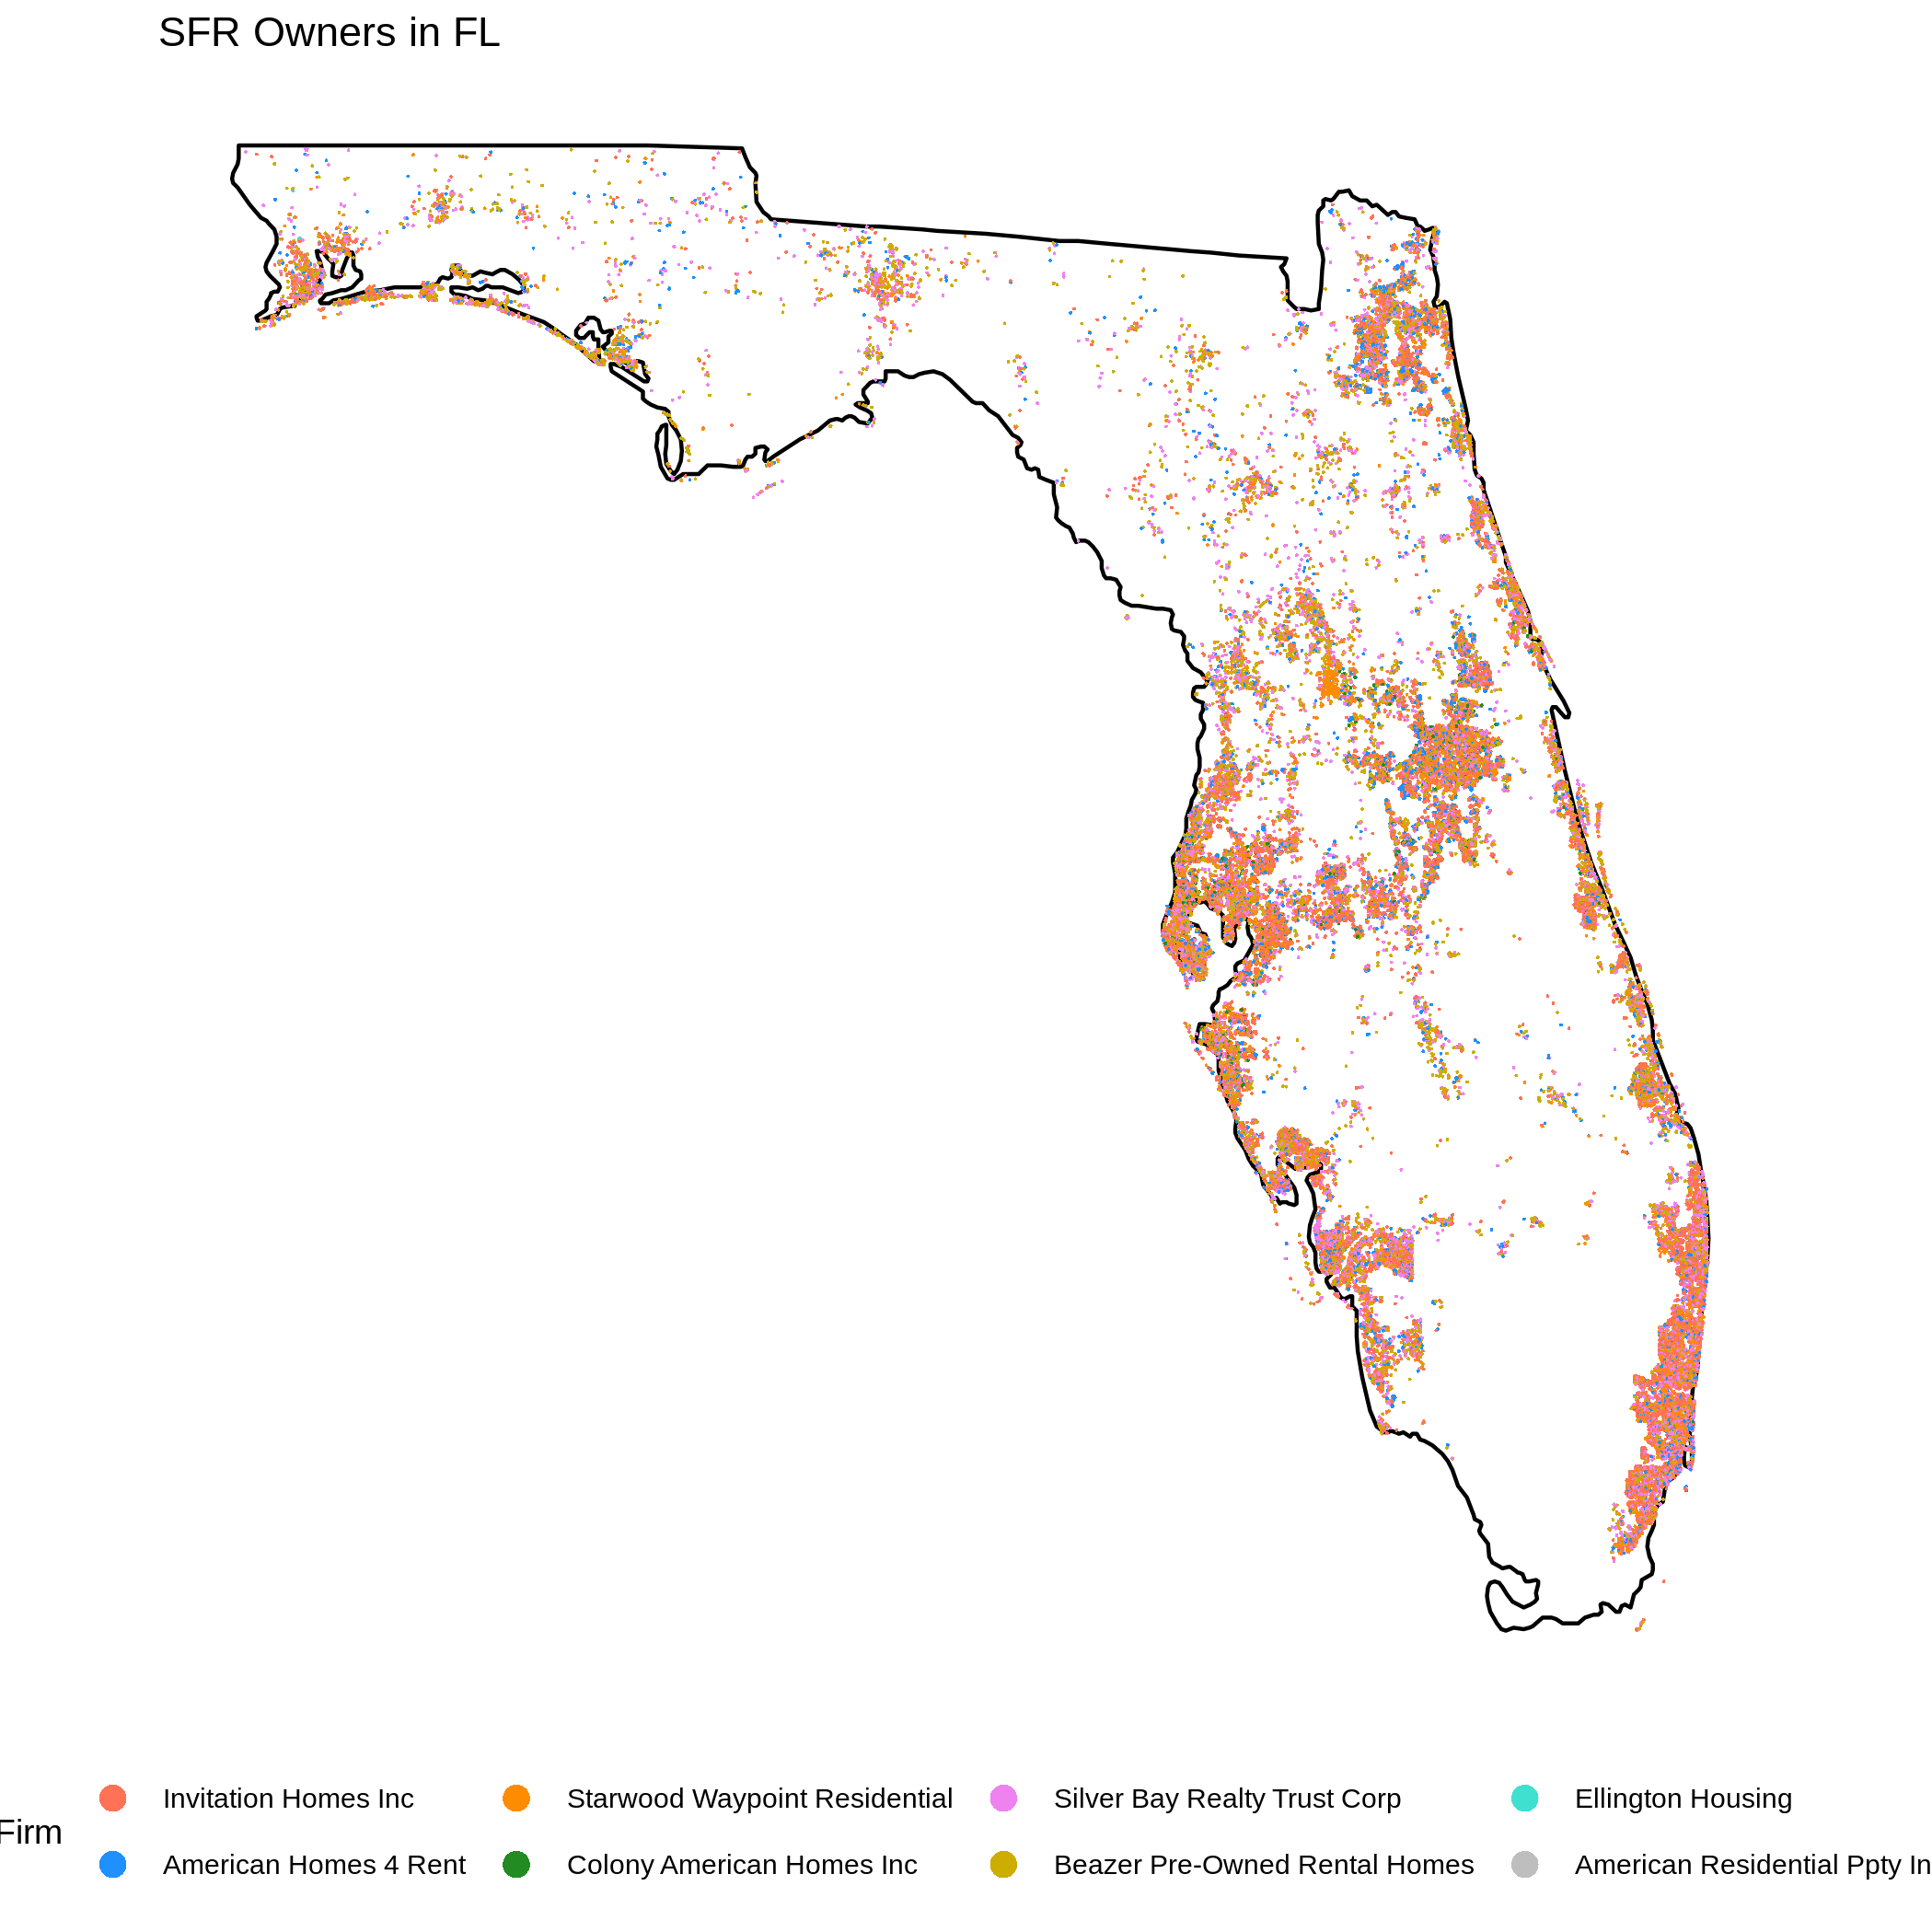 SFR Owners in FL
Firm
Invitation Homes Inc
Starwood Waypoint Residential
Silver Bay Realty Trust Corp
Ellington Housing
American Homes 4 Rent
Colony American Homes Inc
Beazer Pre-Owned Rental Homes
American Residential Ppty In